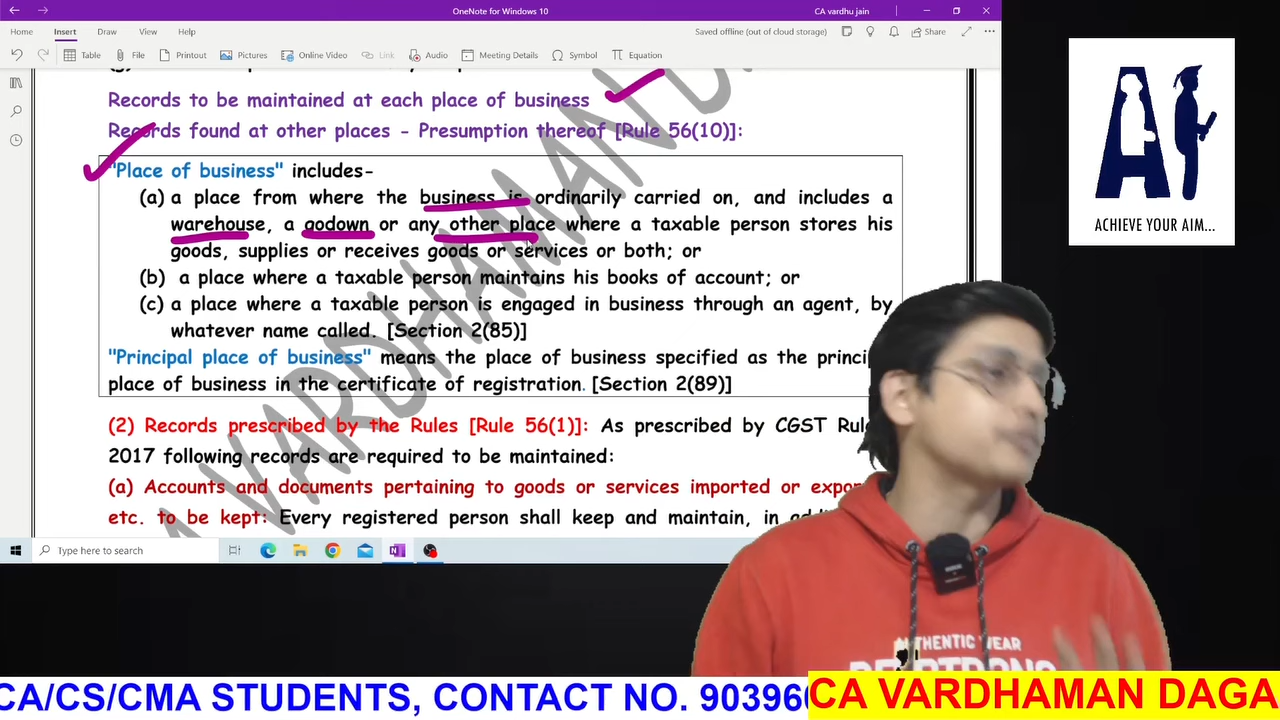 OneNote for Windows 10
CA vardhu jain
Home Insert Draw View Help
Saved offline (out of cloud storage)
Share
Table File Printout Pictures Online Video Link Audio Meeting Details Symbol Equation
Records to be maintained at each place of business
Records found at other places - Presumption thereof [Rule 56(10)]:
"Place of business" includes-
(a) a place from where the business is ordinarily carried on, and includes a
warehouse, a godown or any other place where a taxable person stores his
goods, supplies or receives goods or services or both; or
(b) a place where a taxable person maintains his books of account; or
(c) a place where a taxable person is engaged in business through an agent, by
whatever name called. [Section 2(85)]
"Principal place of business" means the place of business specified as the princip
place of business in the certificate of registration. [Section 2(89)]
(2) Records prescribed by the Rules [Rule 56(1)]: As prescribed by CGST Rul
2017 following records are required to be maintained:
(a) Accounts and documents pertaining to goods or services imported or expor
etc. to be kept: Every registered person shall keep and maintain, in add
VARDHAMAN
Type here to search
ACHIEVE YOUR AIM...
THENTIC WEAR
CA/CS/CMA STUDENTS, CONTACT NO. 90396
CA VARDHAMAN DAGA